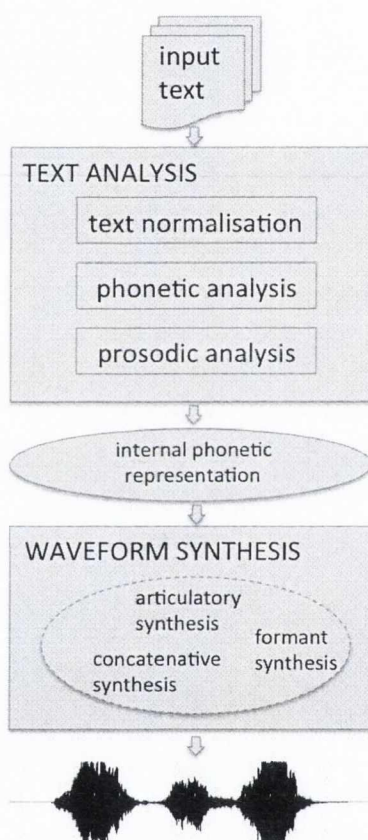 input
text
TEXT ANALYSIS
text normalisation
phonetic analysis
prosodic analysis
internal phonetic
representation
WAVEFORM SYNTHESIS
articulatory
synthesis
formant
synthesis
concatenative
synthesis